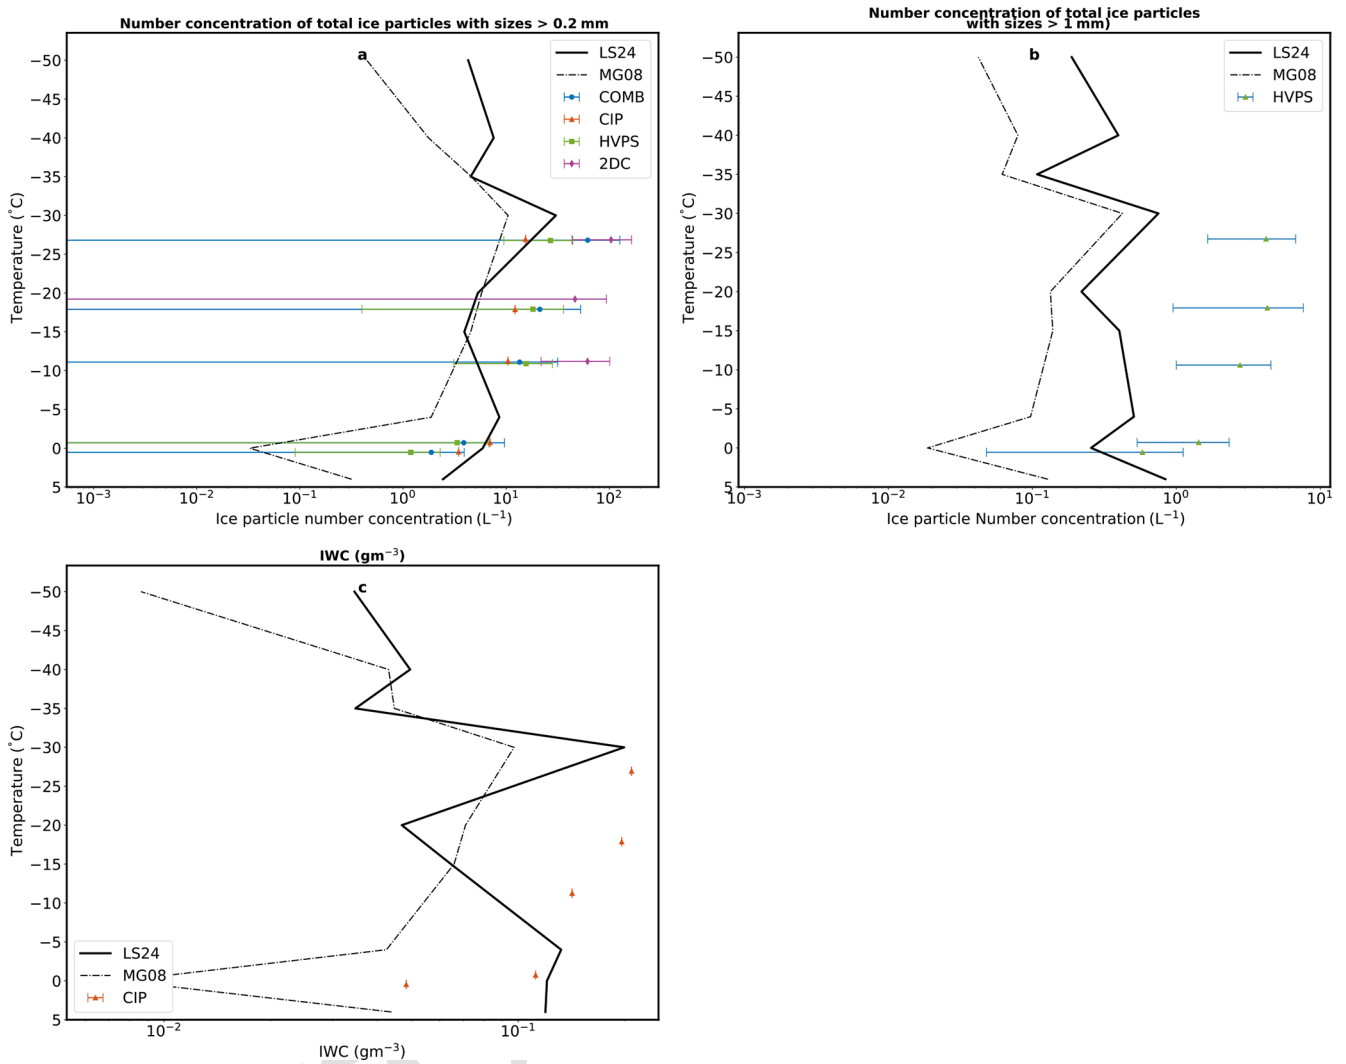 Number concentration of total ice particles with sizes > 0.2 mm
a
LS24
MG08
COMB
CIP
HVPS
2DC
Temperature (˚C)
−50
−45
−40
−35
−30
−25
−20
−15
−10
−5
0
5
10⁻³ 10⁻² 10⁻¹ 10⁰ 10¹ 10²
Ice particle number concentration (L⁻¹)
Number concentration of total ice particles
with sizes > 1 mm)
b
LS24
MG08
HVPS
Temperature (˚C)
−50
−45
−40
−35
−30
−25
−20
−15
−10
−5
0
5
10⁻³ 10⁻² 10⁻¹ 10⁰ 10¹
Ice particle Number concentration (L⁻¹)
IWC (gm⁻³)
c
Temperature (˚C)
−50
−45
−40
−35
−30
−25
−20
−15
−10
−5
0
5
LS24
MG08
CIP
10⁻² 10⁻¹
IWC (gm⁻³)